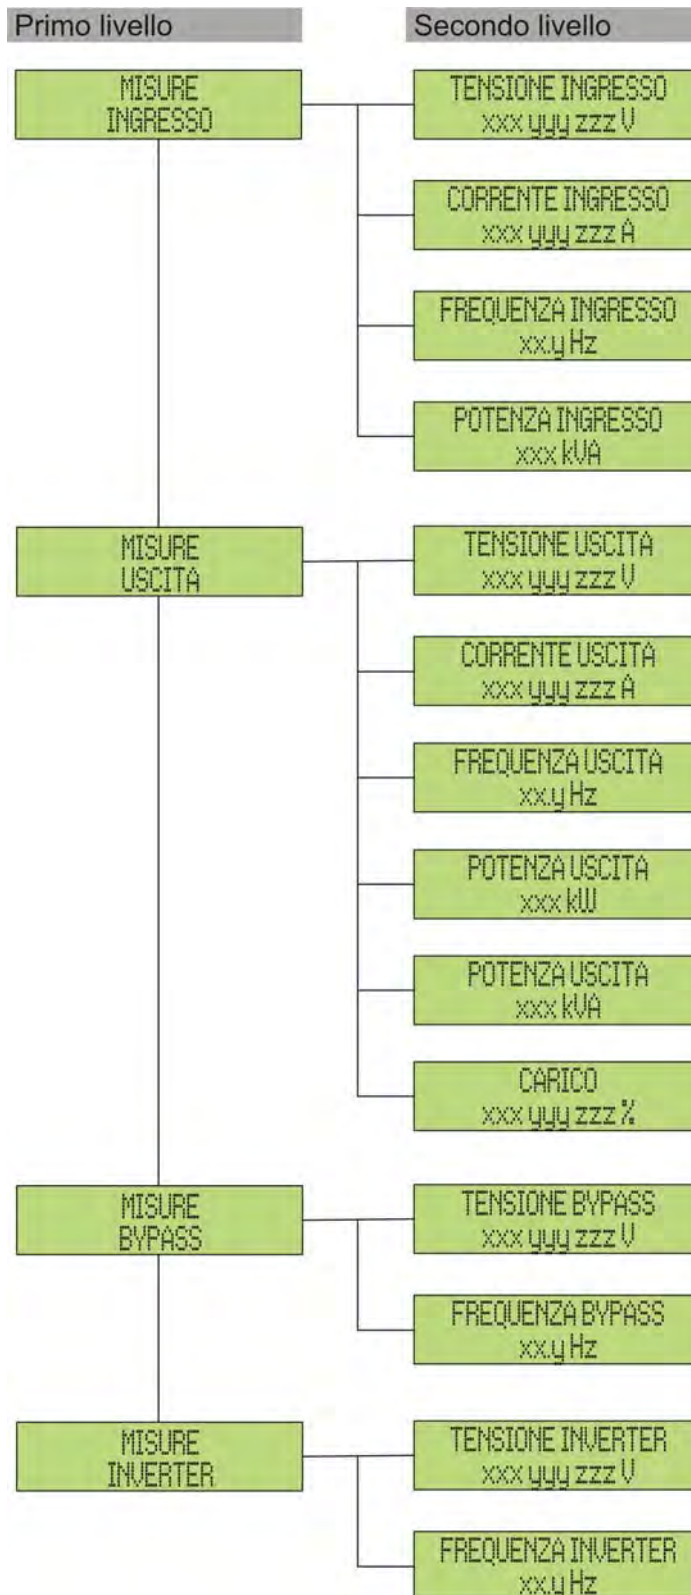 Primo livello
Secondo livello
MISURE
INGRESSO
TENSIONE INGRESSO
xxx yyy zzz V
CORRENTE INGRESSO
xxx yyy zzz A
FREQUENZA INGRESSO
xx.y Hz
POTENZA INGRESSO
xxx kVA
MISURE
USCITA
TENSIONE USCITA
xxx yyy zzz V
CORRENTE USCITA
xxx yyy zzz A
FREQUENZA USCITA
xx.y Hz
POTENZA USCITA
xxx kW
POTENZA USCITA
xxx kVA
CARICO
xxx yyy zzz %
MISURE
BYPASS
TENSIONE BYPASS
xxx yyy zzz V
FREQUENZA BYPASS
xx.y Hz
MISURE
INVERTER
TENSIONE INVERTER
xxx yyy zzz V
FREQUENZA INVERTER
xx.y Hz